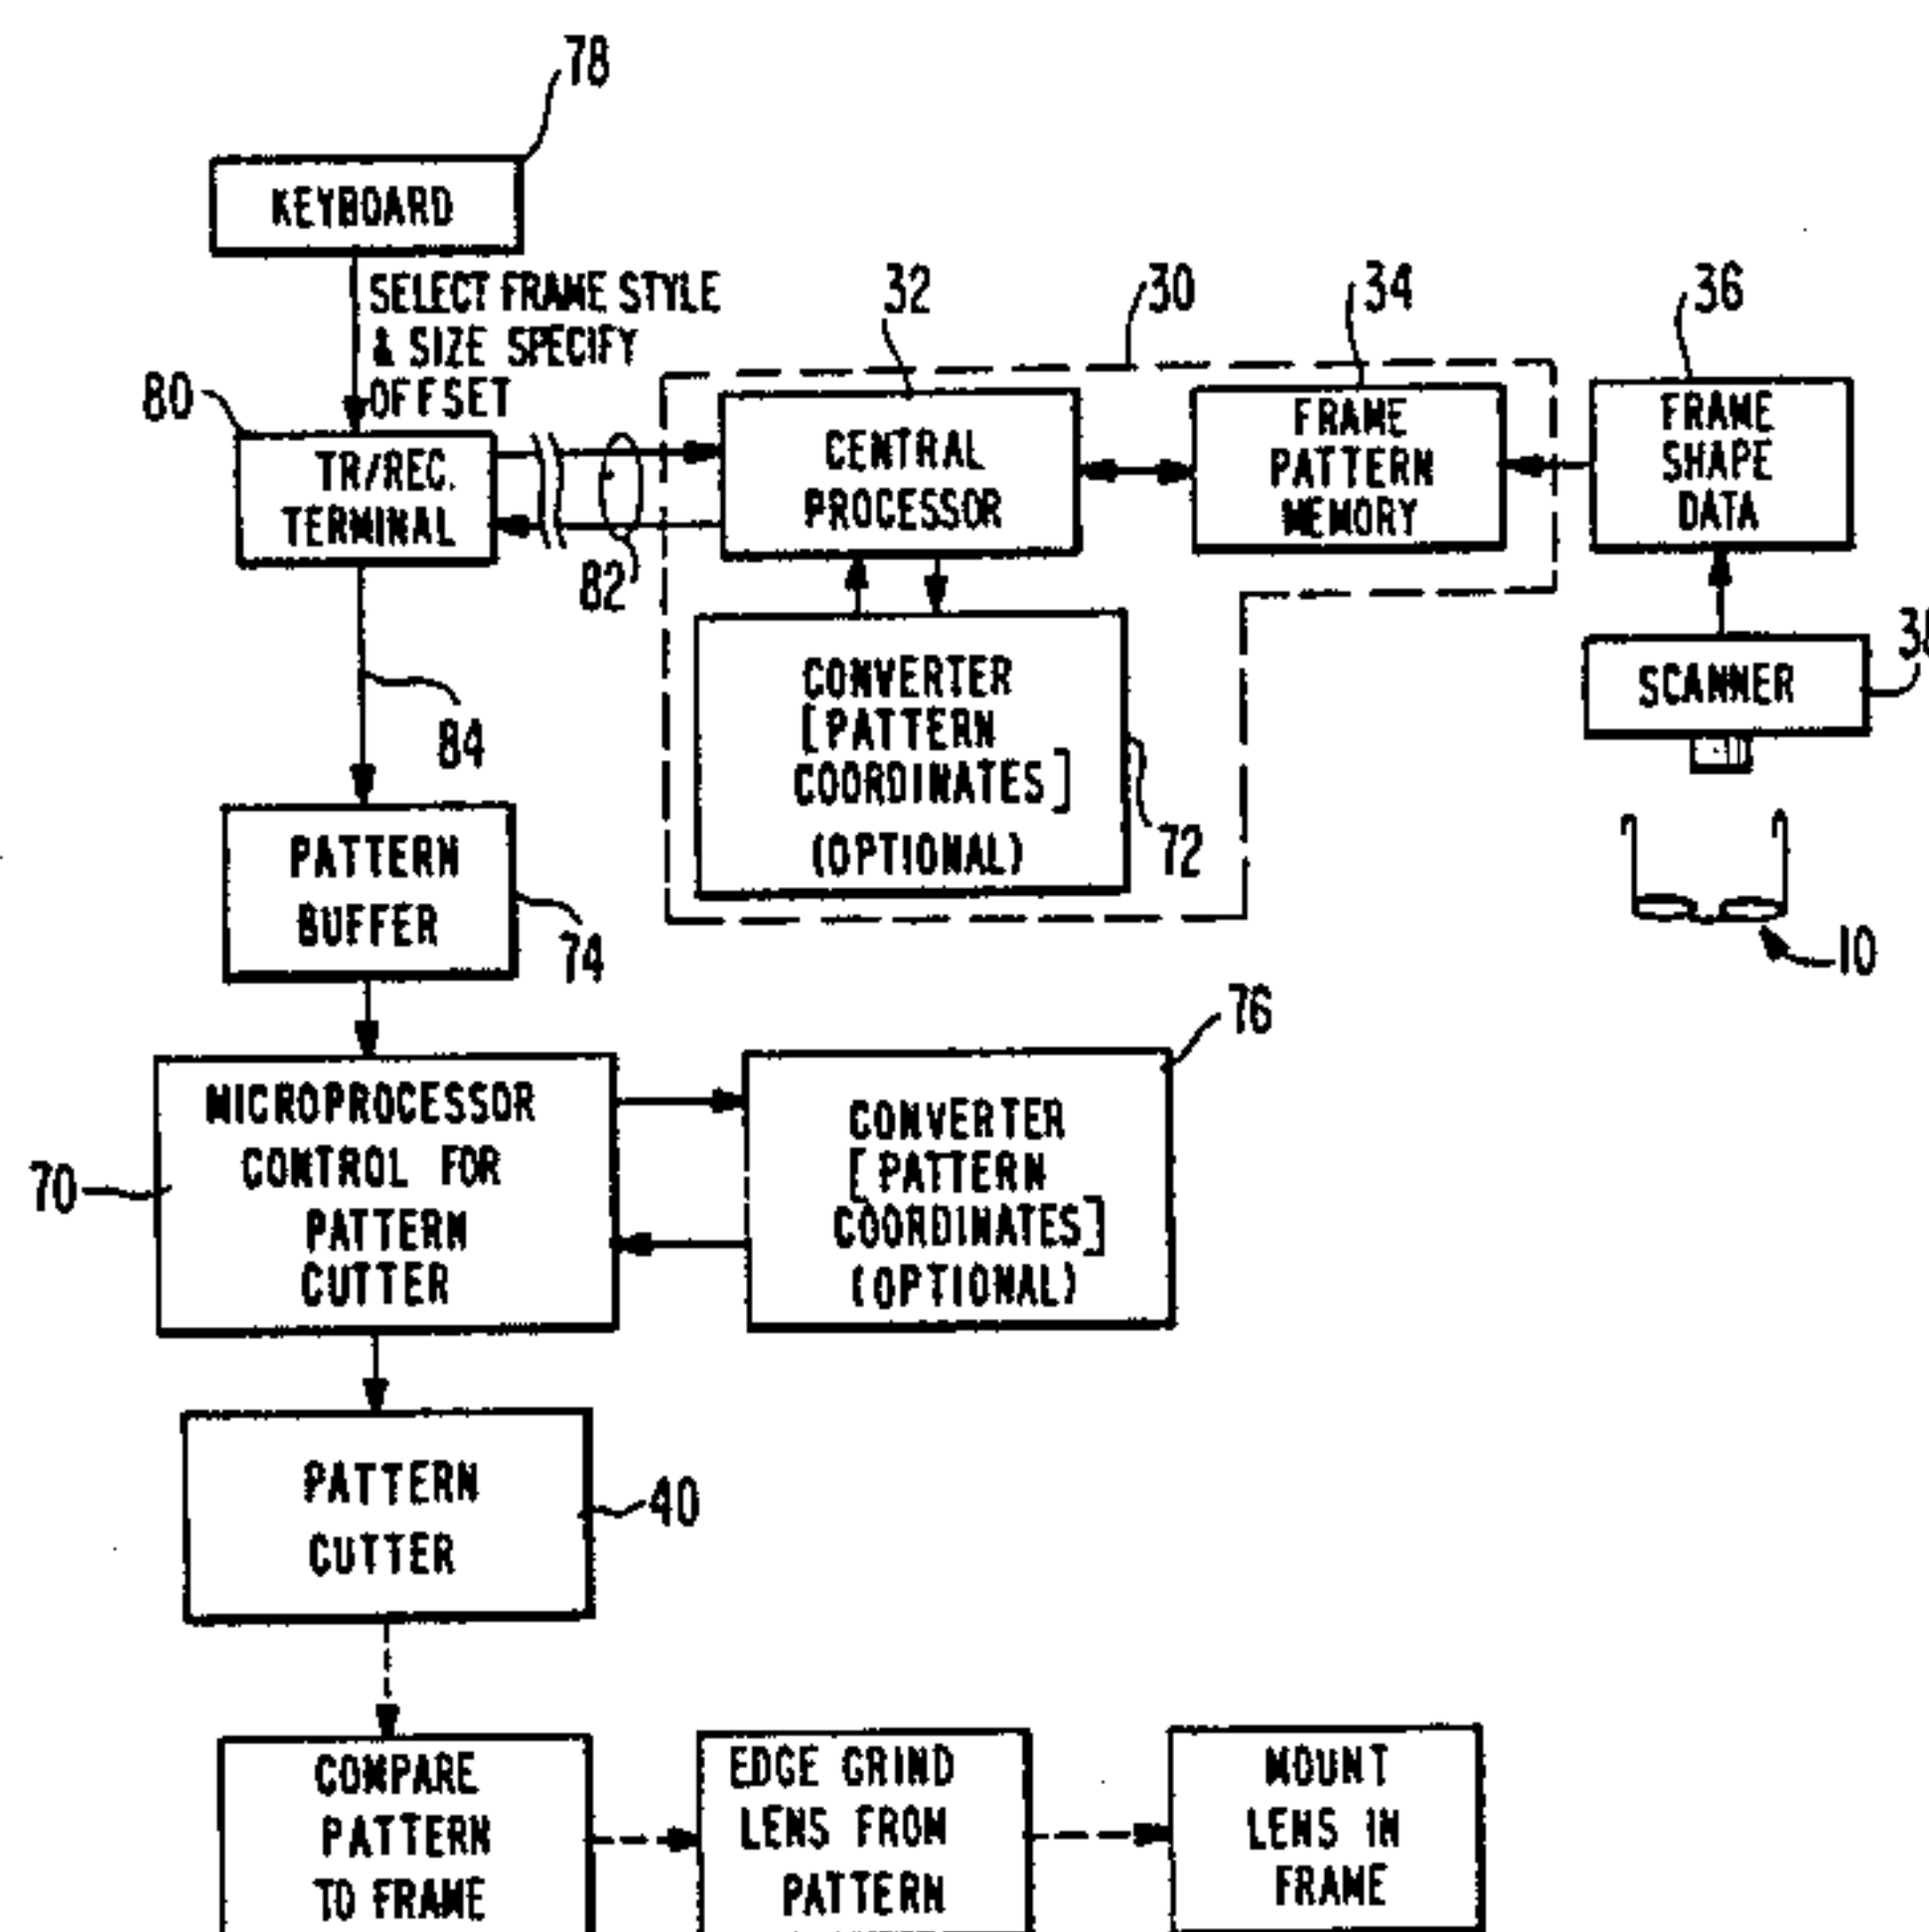 78
KEYBOARD
SELECT FRAME STYLE
& SIZE SPECIFY
OFFSET
80
TR/REC.
TERMINAL
82
32
30
34
36
CENTRAL
PROCESSOR
FRAME
PATTERN
MEMORY
FRAME
SHAPE
DATA
SCANNER
10
CONVERTER
[PATTERN
COORDINATES]
(OPTIONAL)
72
84
PATTERN
BUFFER
74
76
MICROPROCESSOR
CONTROL FOR
PATTERN
CUTTER
70
CONVERTER
[PATTERN
COORDINATES]
(OPTIONAL)
PATTERN
CUTTER
40
COMPARE
PATTERN
TO FRAME
EDGE GRIND
LENS FROM
PATTERN
MOUNT
LENS IN
FRAME